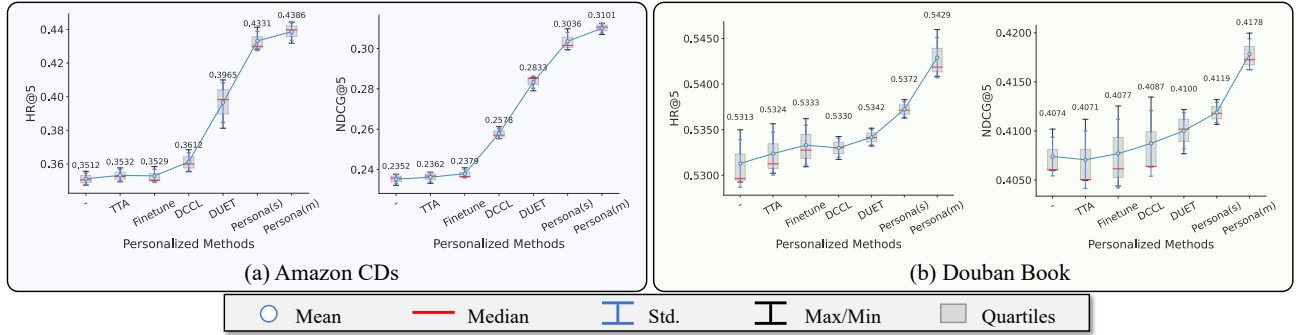 0.44
0.42
0.40
0.38
0.36
HR@5
0.3512
0.3532
0.3529
0.3612
0.3965
0.4331
0.4386
-
TTA
Finetune
DCCL
DUET
Persona(s)
Persona(m)
Personalized Methods
0.30
0.28
0.26
0.24
NDCG@5
0.2352
0.2362
0.2379
0.2578
0.2833
0.3036
0.3101
-
TTA
Finetune
DCCL
DUET
Persona(s)
Persona(m)
Personalized Methods
(a) Amazon CDs
0.5450
0.5400
0.5350
0.5300
HR@5
0.5313
0.5324
0.5333
0.5330
0.5342
0.5372
0.5429
-
TTA
Finetune
DCCL
DUET
Persona(s)
Persona(m)
Personalized Methods
0.4200
0.4150
0.4100
0.4050
NDCG@5
0.4074
0.4071
0.4077
0.4087
0.4100
0.4119
0.4178
-
TTA
Finetune
DCCL
DUET
Persona(s)
Persona(m)
Personalized Methods
(b) Douban Book
Mean
Median
Std.
Max/Min
Quartiles